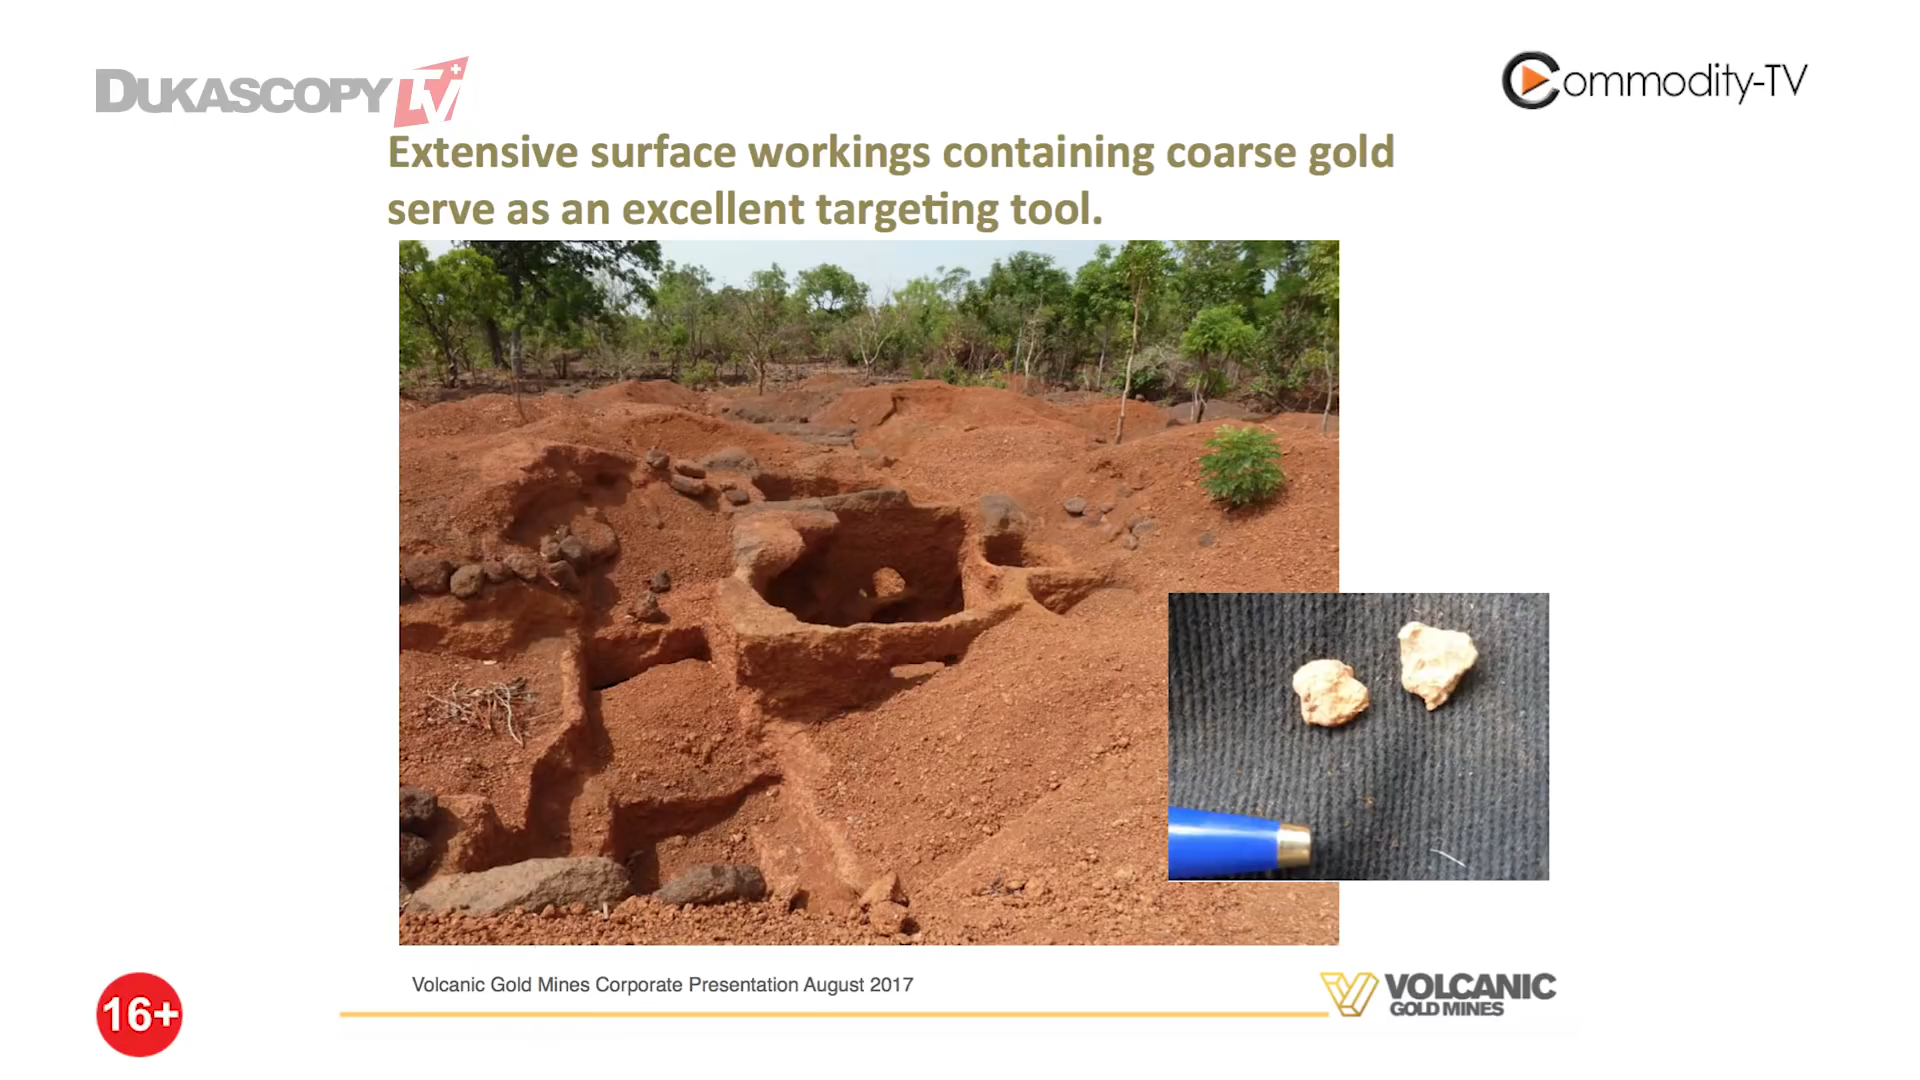 DUKASCOPY TV+
Commodity-TV
Extensive surface workings containing coarse gold
serve as an excellent targeting tool.
Volcanic Gold Mines Corporate Presentation August 2017
VOLCANIC
GOLD MINES
16+